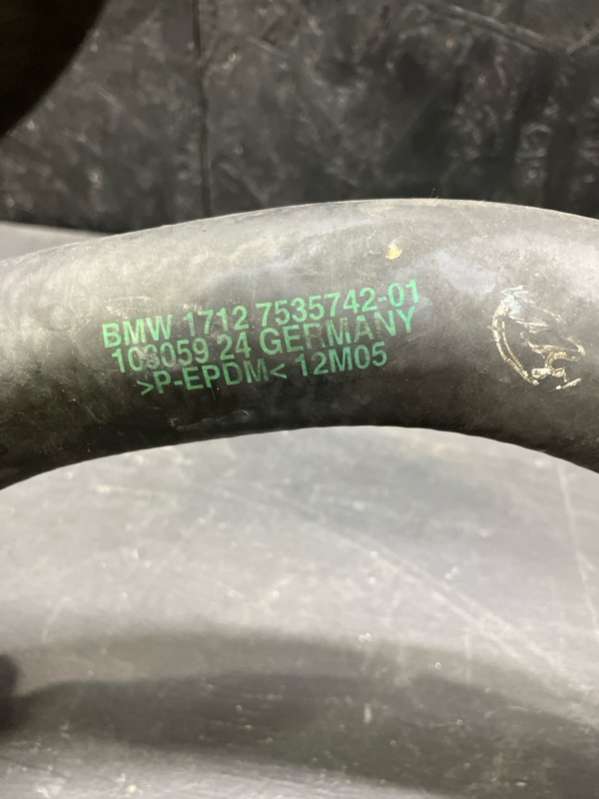 BMW 1712 7535742-01
103059 24 GERMANY
>P-EPDM< 12M05